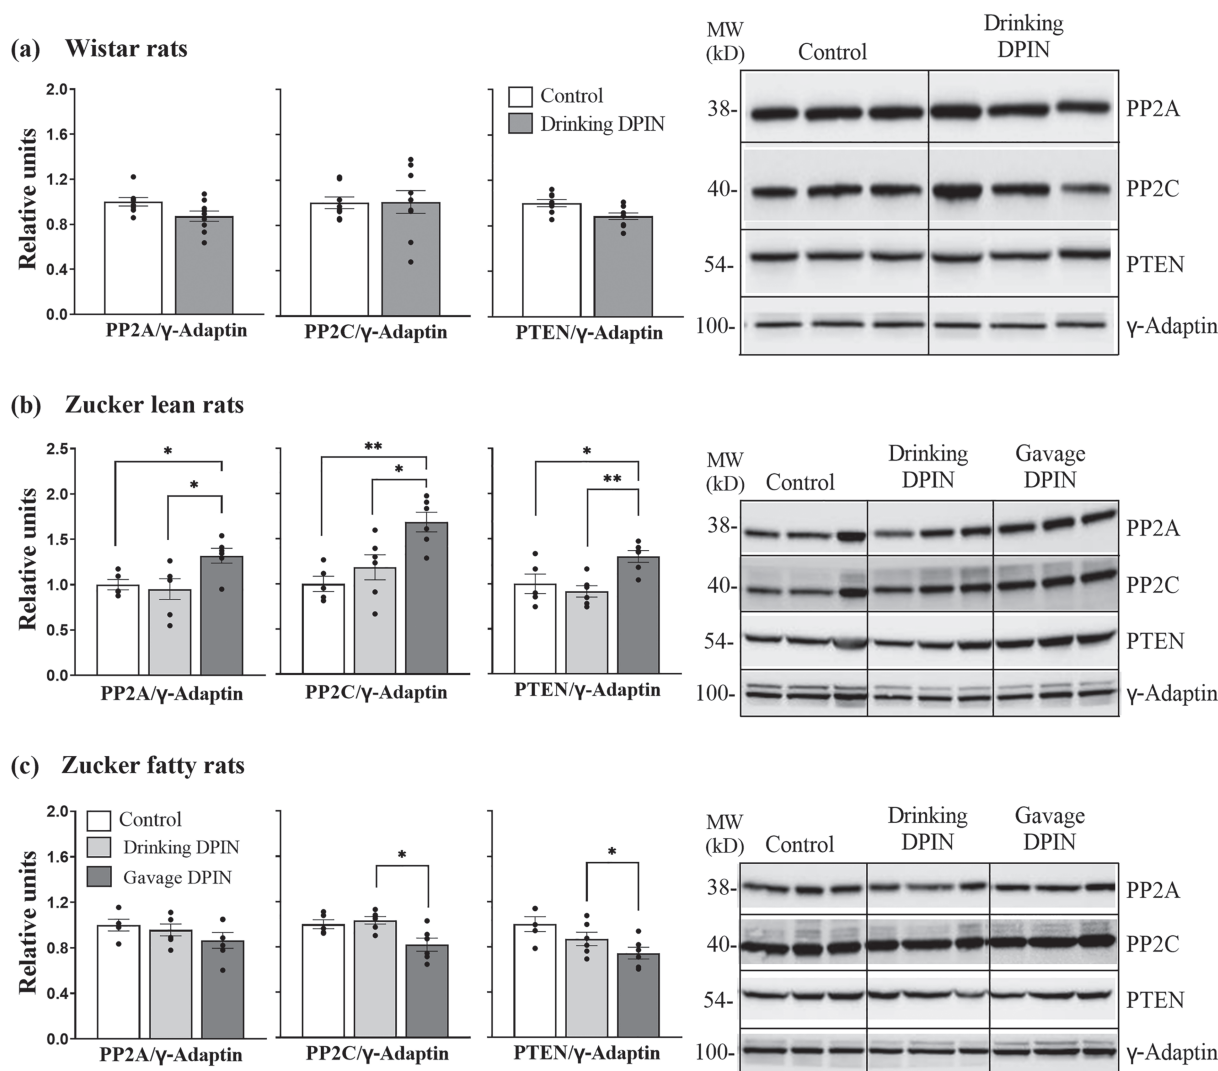 (a) Wistar rats
Relative units
2.0
1.6
1.2
0.8
0.4
0.0
Control
Drinking DPIN
PP2A/γ-Adaptin
PP2C/γ-Adaptin
PTEN/γ-Adaptin
MW
(kD)
Control
Drinking
DPIN
38-
PP2A
40-
PP2C
54-
PTEN
100-
γ-Adaptin
(b) Zucker lean rats
Relative units
2.5
2.0
1.5
1.0
0.5
0.0
*
*
**
*
*
**
PP2A/γ-Adaptin
PP2C/γ-Adaptin
PTEN/γ-Adaptin
MW
(kD)
Control
Drinking
DPIN
Gavage
DPIN
38-
PP2A
40-
PP2C
54-
PTEN
100-
γ-Adaptin
(c) Zucker fatty rats
Relative units
2.0
1.6
1.2
0.8
0.4
0.0
Control
Drinking DPIN
Gavage DPIN
*
*
PP2A/γ-Adaptin
PP2C/γ-Adaptin
PTEN/γ-Adaptin
MW
(kD)
Control
Drinking
DPIN
Gavage
DPIN
38-
PP2A
40-
PP2C
54-
PTEN
100-
γ-Adaptin